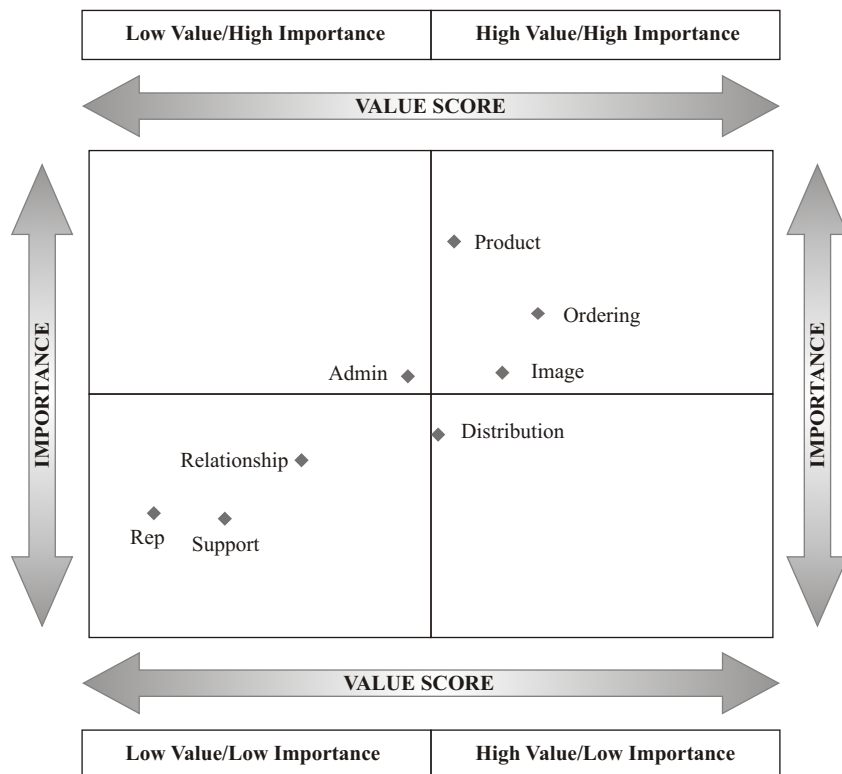 Low Value/High Importance
High Value/High Importance
VALUE SCORE
IMPORTANCE
IMPORTANCE
Product
Ordering
Admin
Image
Distribution
Relationship
Rep
Support
VALUE SCORE
Low Value/Low Importance
High Value/Low Importance